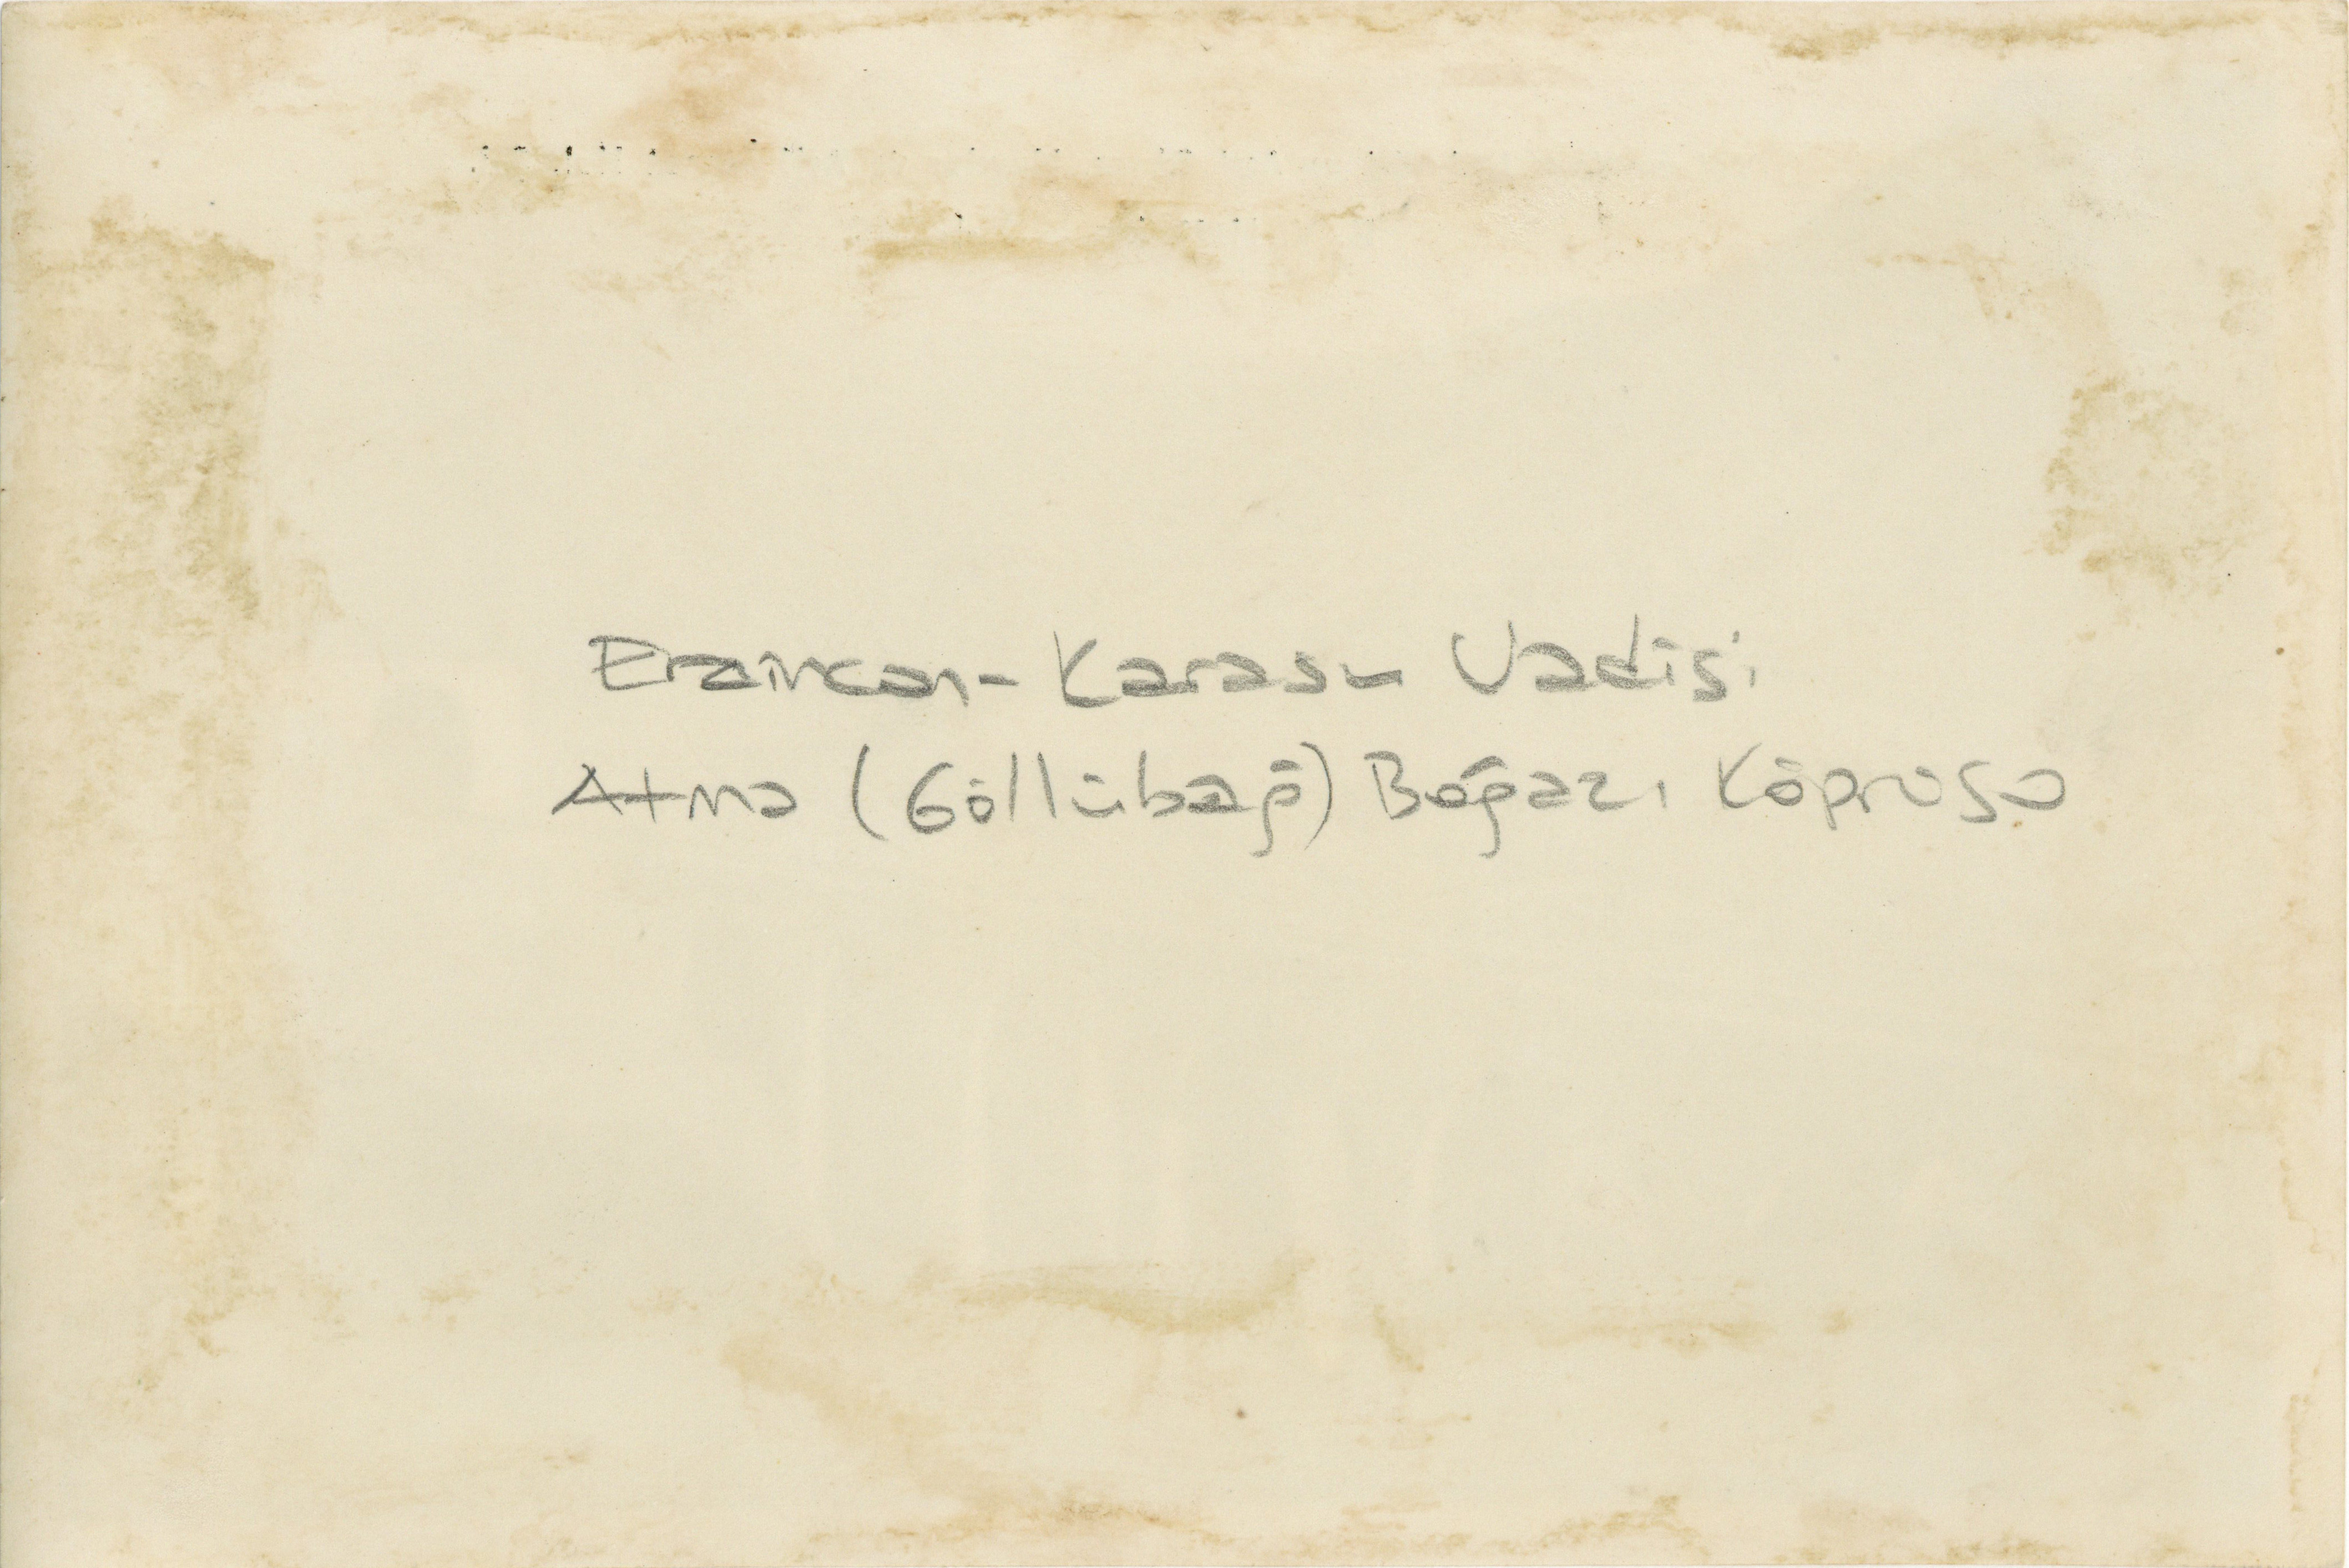 Erzincan-Karasu Vadisi
Atma (Göllübağ) Boğazı Köprüsü